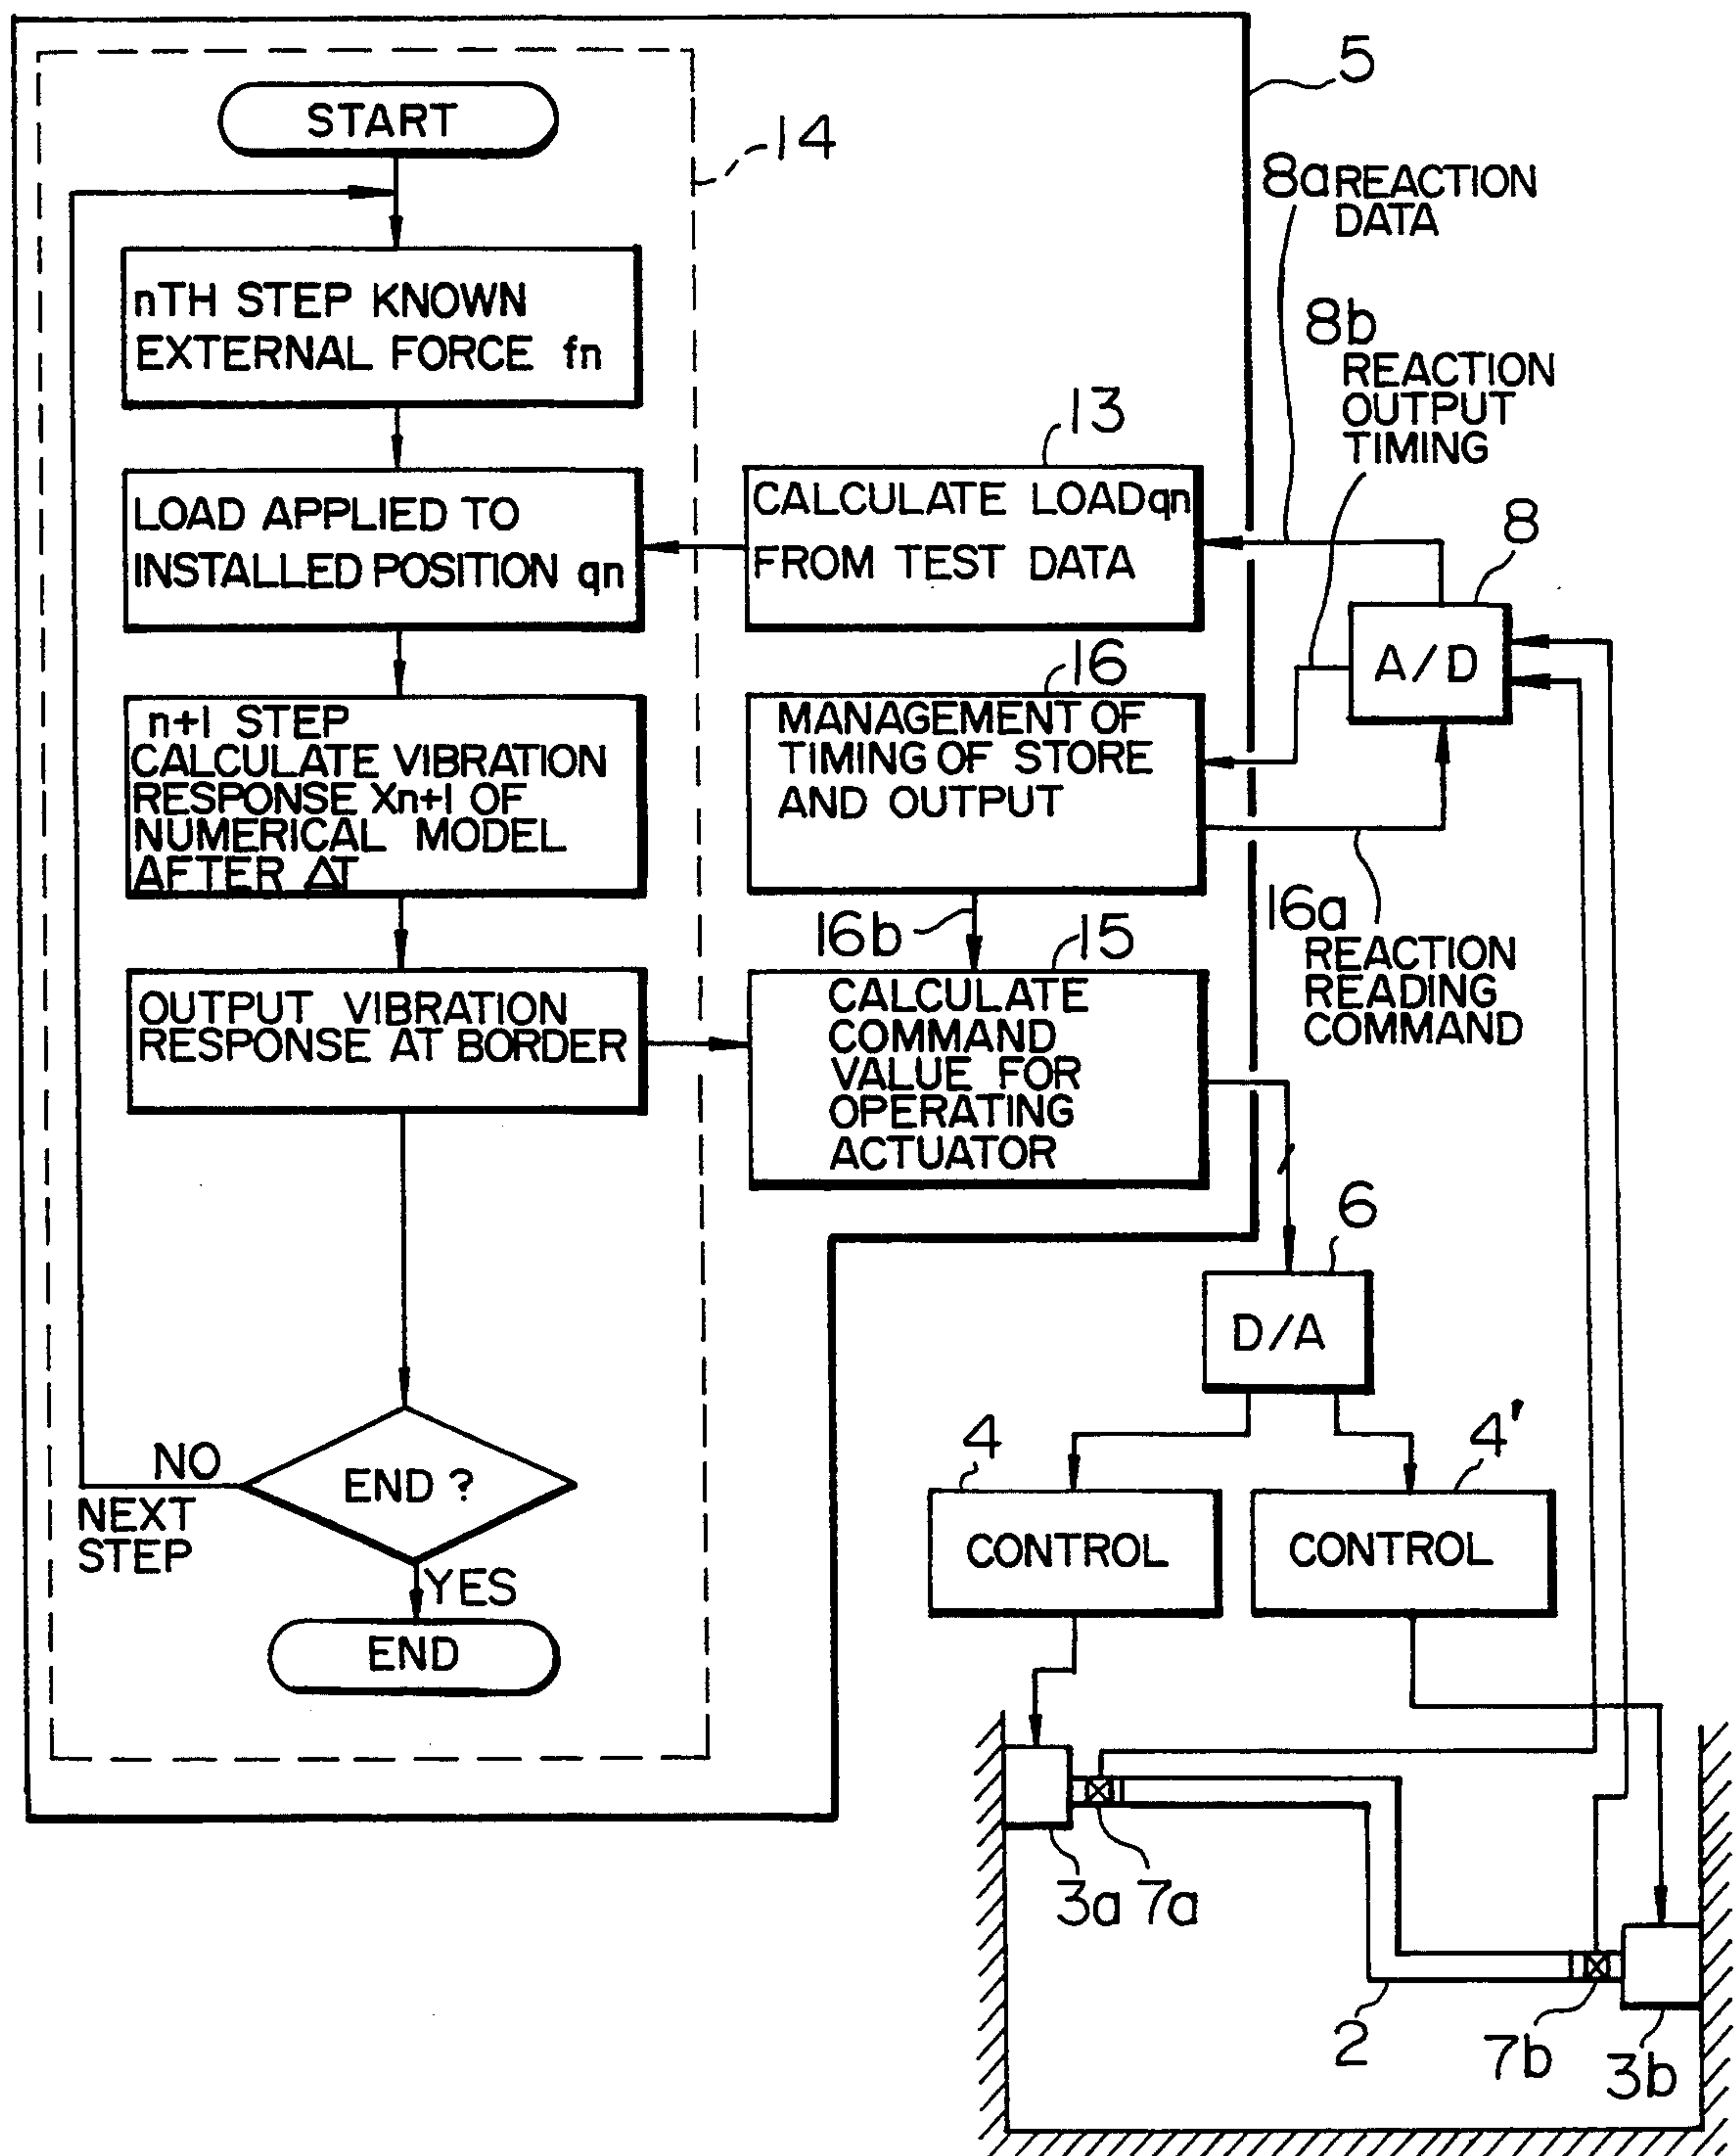 5
START
14
8a REACTION
DATA
nTH STEP KNOWN
EXTERNAL FORCE fn
8b
REACTION
OUTPUT
TIMING
13
LOAD APPLIED TO
INSTALLED POSITION qn
CALCULATE LOAD qn
FROM TEST DATA
8
A/D
16
n+1 STEP
CALCULATE VIBRATION
RESPONSE Xn+1 OF
NUMERICAL MODEL
AFTER ΔT
MANAGEMENT OF
TIMING OF STORE
AND OUTPUT
16a
REACTION
READING
COMMAND
16b
15
OUTPUT VIBRATION
RESPONSE AT BORDER
CALCULATE
COMMAND
VALUE FOR
OPERATING
ACTUATOR
6
D/A
4
4'
NO
NEXT
STEP
END ?
CONTROL
CONTROL
YES
END
3a 7a
2
7b
3b